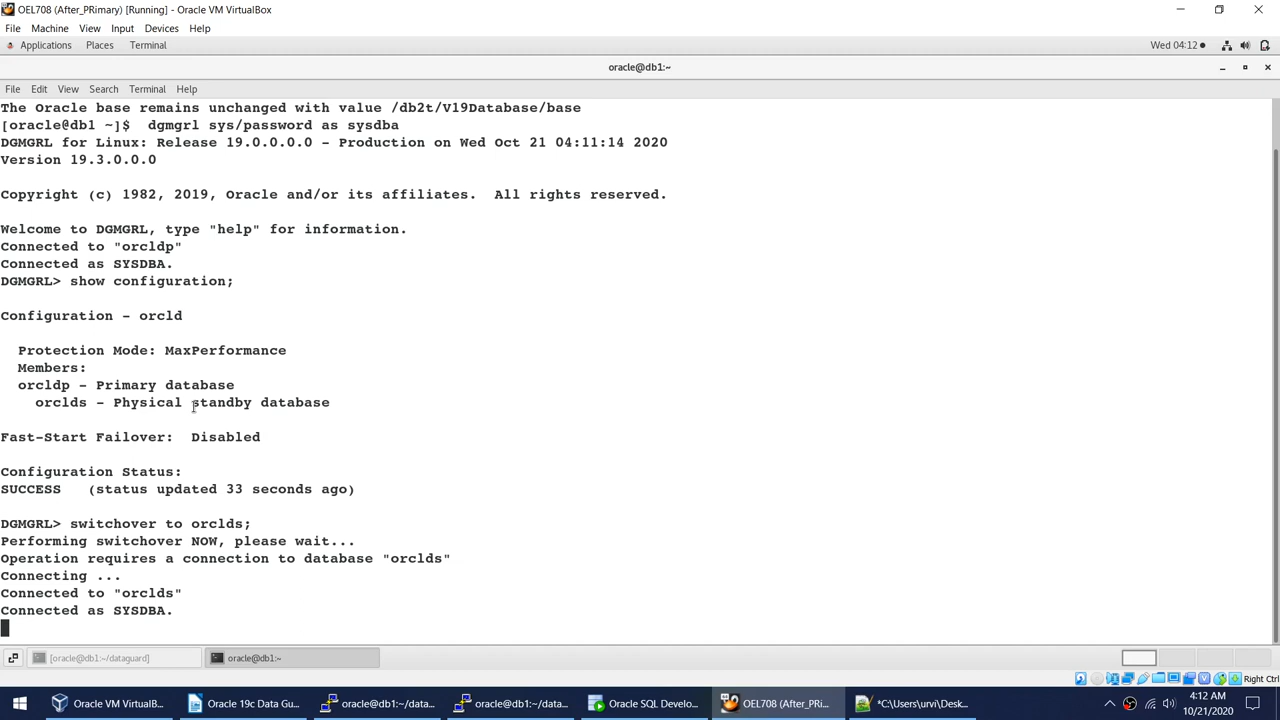 OEL708 (After_PRimary) [Running] - Oracle VM VirtualBox
File Machine View Input Devices Help
Applications Places Terminal Wed 04:12
oracle@db1:~
File Edit View Search Terminal Help
The Oracle base remains unchanged with value /db2t/V19Database/base
[oracle@db1 ~]$ dgmgrl sys/password as sysdba
DGMGRL for Linux: Release 19.0.0.0.0 - Production on Wed Oct 21 04:11:14 2020
Version 19.3.0.0.0
Copyright (c) 1982, 2019, Oracle and/or its affiliates. All rights reserved.
Welcome to DGMGRL, type "help" for information.
Connected to "orcldp"
Connected as SYSDBA.
DGMGRL> show configuration;
Configuration - orcld
Protection Mode: MaxPerformance
Members:
orcldp - Primary database
orclds - Physical standby database
Fast-Start Failover: Disabled
Configuration Status:
SUCCESS (status updated 33 seconds ago)
DGMGRL> switchover to orclds;
Performing switchover NOW, please wait...
Operation requires a connection to database "orclds"
Connecting ...
Connected to "orclds"
Connected as SYSDBA.
[oracle@db1:~/dataguard] oracle@db1:~
Right Ctrl
Oracle VM VirtualB... Oracle 19c Data Gu... oracle@db1:~/data... oracle@db1:~/data... Oracle SQL Develo... OEL708 (After_PRi... *C:\Users\urvi\Desk... 4:12 AM
10/21/2020